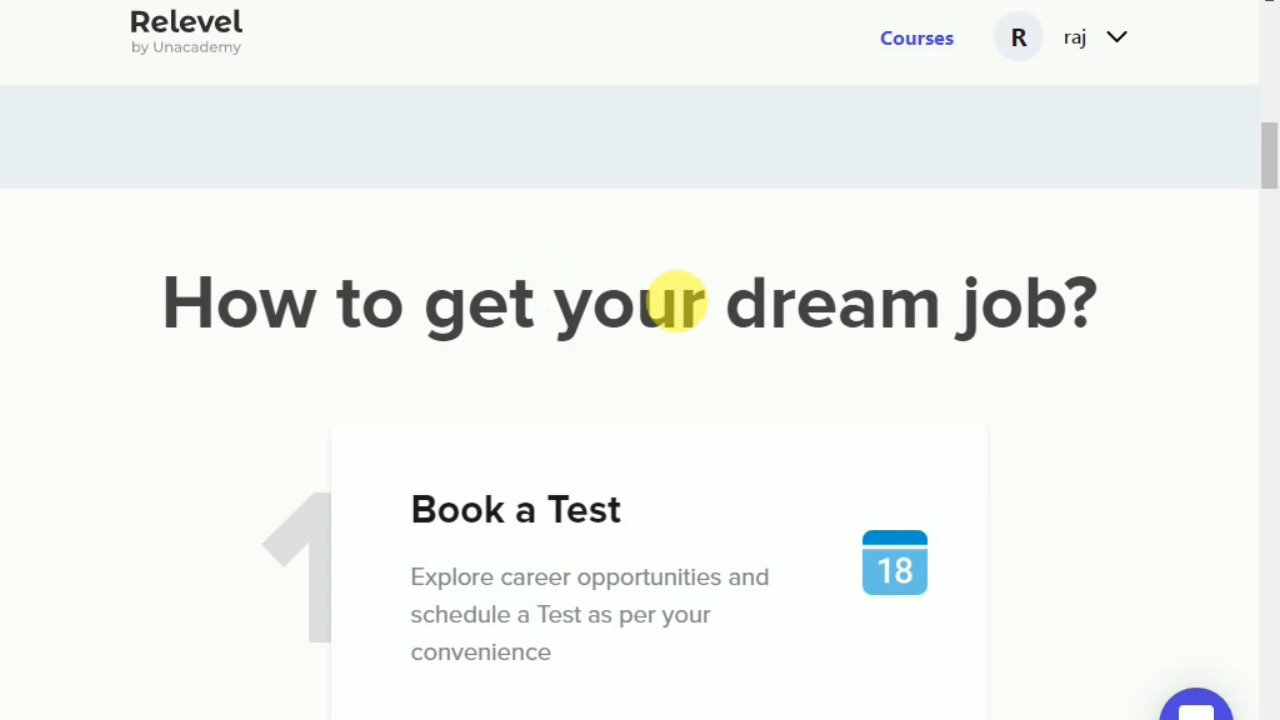 Relevel
by Unacademy
Courses
R
raj
How to get your dream job?
1
Book a Test
Explore career opportunities and
schedule a Test as per your
convenience
18